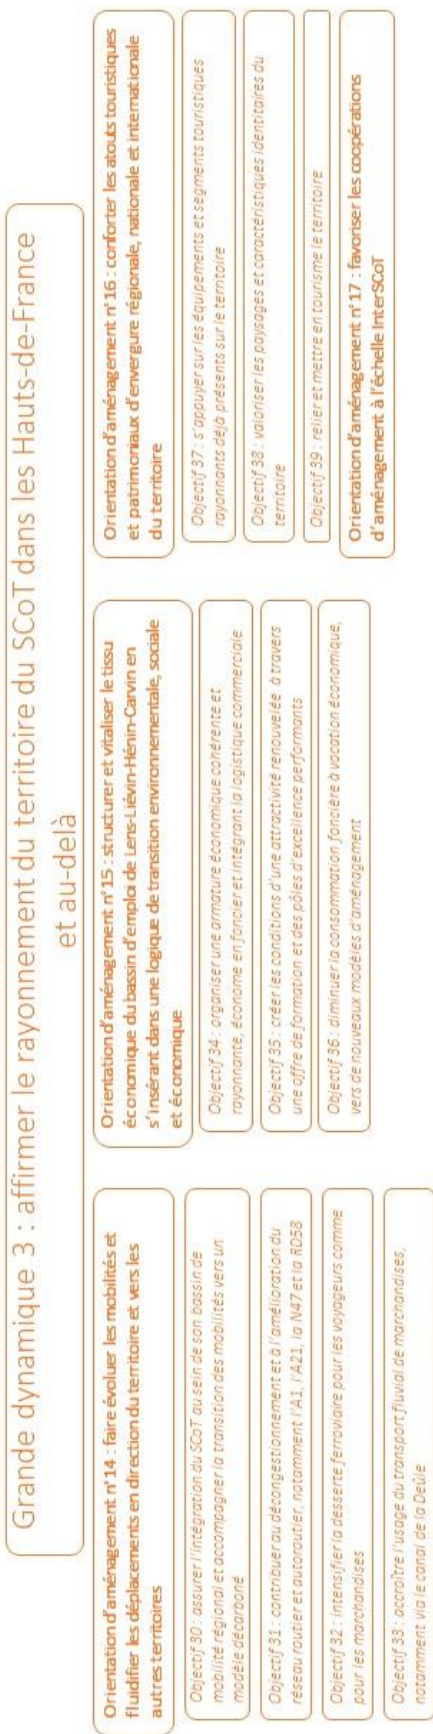 Grande dynamique 3 : affirmer le rayonnement du territoire du SCoT dans les Hauts-de-France
et au-delà
Orientation d'aménagement n°14 : faire évoluer les mobilités et
fluidifier les déplacements en direction du territoire et vers les
autres territoires
Objectif 30 : assurer l'intégration du SCoT au sein de son bassin de
mobilité régional et accompagner la transition des mobilités vers un
modèle décarboné
Objectif 31 : contribuer au décongestionnement et à l'amélioration du
réseau routier et autoroutier, notamment l'A1, l'A21, la N47 et la RD58
Objectif 32 : intensifier la desserte ferroviaire pour les voyageurs comme
pour les marchandises
Objectif 33 : accroître l'usage du transport fluvial de marchandises,
notamment via le canal de la Deûle
Orientation d'aménagement n°15 : structurer et vitaliser le tissu
économique du bassin d'emploi de Lens-Liévin-Hénin-Carvin en
s'insérant dans une logique de transition environnementale, sociale
et économique
Objectif 34 : organiser une armature économique cohérente et
rayonnante, économe en foncier et intégrant la logistique commerciale
Objectif 35 : créer les conditions d'une attractivité renouvelée à travers
une offre de formation et des pôles d'excellence performants
Objectif 36 : diminuer la consommation foncière à vocation économique,
vers de nouveaux modèles d'aménagement
Orientation d'aménagement n°16 : conforter les atouts touristiques
et patrimoniaux d'envergure régionale, nationale et internationale
du territoire
Objectif 37 : s'appuyer sur les équipements et segments touristiques
rayonnants déjà présents sur le territoire
Objectif 38 : valoriser les paysages et caractéristiques identitaires du
territoire
Objectif 39 : relier et mettre en tourisme le territoire
Orientation d'aménagement n°17 : favoriser les coopérations
d'aménagement à l'échelle InterSCoT